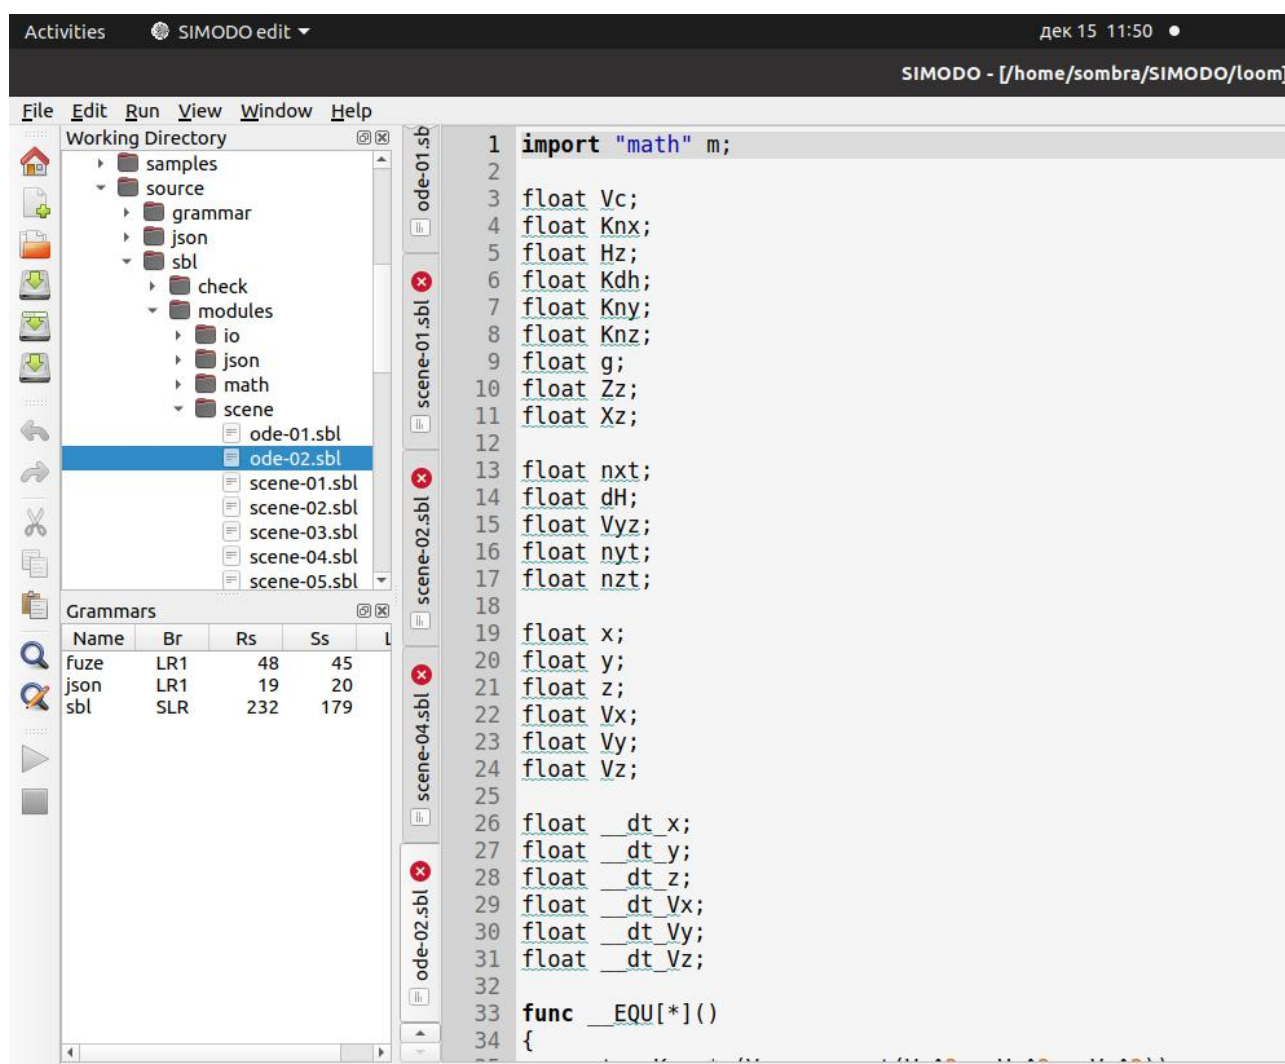 Activities SIMODO edit дек 15 11:50
SIMODO - [/home/sombra/SIMODO/loom]
File Edit Run View Window Help
Working Directory
samples
source
grammar
json
sbl
check
modules
io
json
math
scene
ode-01.sbl
ode-02.sbl
scene-01.sbl
scene-02.sbl
scene-03.sbl
scene-04.sbl
scene-05.sbl
Grammars
Name Br Rs Ss
fuze LR1 48 45
json LR1 19 20
sbl SLR 232 179
ode-01.sb
scene-01.sbl
scene-02.sbl
scene-04.sbl
ode-02.sbl
1 import "math" m;
2
3 float Vc;
4 float Knx;
5 float Hz;
6 float Kdh;
7 float Kny;
8 float Knz;
9 float g;
10 float Zz;
11 float Xz;
12
13 float nxt;
14 float dH;
15 float Vyz;
16 float nyt;
17 float nzt;
18
19 float x;
20 float y;
21 float z;
22 float Vx;
23 float Vy;
24 float Vz;
25
26 float __dt_x;
27 float __dt_y;
28 float __dt_z;
29 float __dt_Vx;
30 float __dt_Vy;
31 float __dt_Vz;
32
33 func __EQU[*]()
34 {